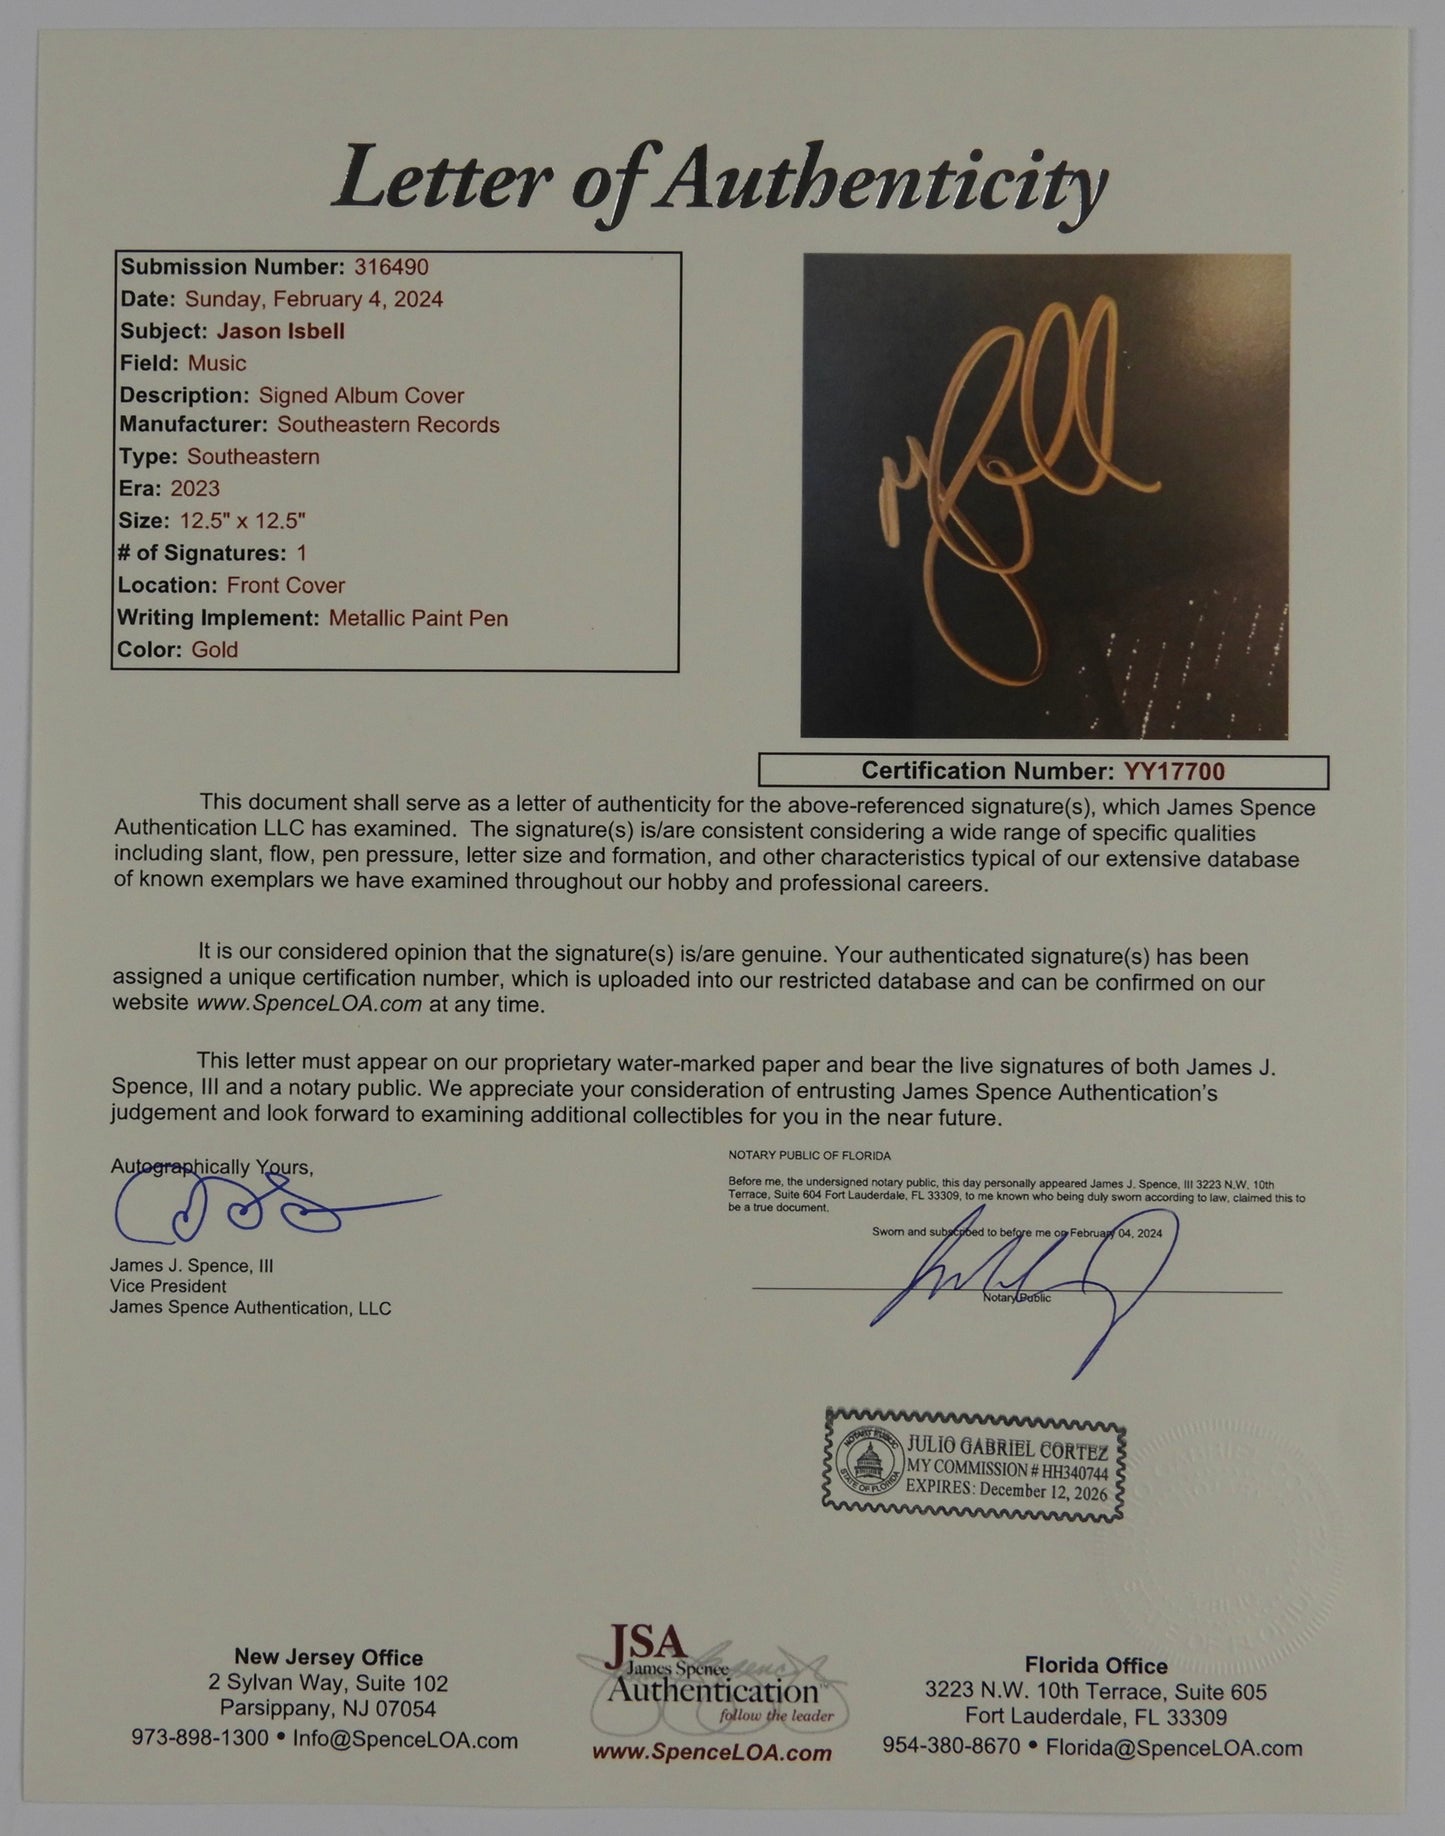 Letter of Authenticity
Submission Number: 316490
Date: Sunday, February 4, 2024
Subject: Jason Isbell
Field: Music
Description: Signed Album Cover
Manufacturer: Southeastern Records
Type: Southeastern
Era: 2023
Size: 12.5" x 12.5"
# of Signatures: 1
Location: Front Cover
Writing Implement: Metallic Paint Pen
Color: Gold
Certification Number: YY17700
This document shall serve as a letter of authenticity for the above-referenced signature(s), which James Spence
Authentication LLC has examined. The signature(s) is/are consistent considering a wide range of specific qualities
including slant, flow, pen pressure, letter size and formation, and other characteristics typical of our extensive database
of known exemplars we have examined throughout our hobby and professional careers.
It is our considered opinion that the signature(s) is/are genuine. Your authenticated signature(s) has been
assigned a unique certification number, which is uploaded into our restricted database and can be confirmed on our
website www.SpenceLOA.com at any time.
This letter must appear on our proprietary water-marked paper and bear the live signatures of both James J.
Spence, III and a notary public. We appreciate your consideration of entrusting James Spence Authentication's
judgement and look forward to examining additional collectibles for you in the near future.
Autographically Yours,
James J. Spence, III
Vice President
James Spence Authentication, LLC
NOTARY PUBLIC OF FLORIDA
Before me, the undersigned notary public, this day personally appeared James J. Spence, III 3223 N.W. 10th
Terrace, Suite 604 Fort Lauderdale, FL 33309, to me known who being duly sworn according to law, claimed this to
be a true document.
Sworn and subscribed to before me on February 04, 2024
Notary Public
NOTARY PUBLIC
STATE OF FLORIDA
JULIO GABRIEL CORTEZ
MY COMMISSION # HH340744
EXPIRES: December 12, 2026
New Jersey Office
2 Sylvan Way, Suite 102
Parsippany, NJ 07054
973-898-1300 • Info@SpenceLOA.com
JSA
James Spence
Authentication
follow the leader
www.SpenceLOA.com
Florida Office
3223 N.W. 10th Terrace, Suite 605
Fort Lauderdale, FL 33309
954-380-8670 • Florida@SpenceLOA.com